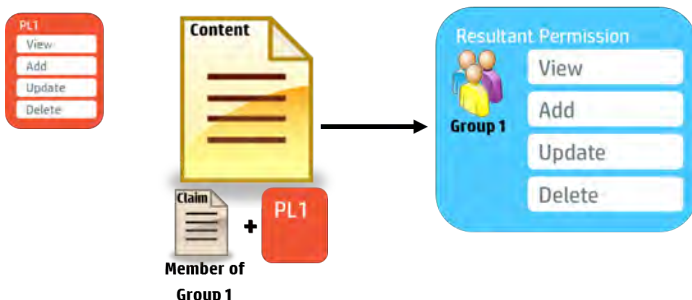 PL1
View
Add
Update
Delete
Content
Claim
+
PL1
Member of
Group 1
Resultant Permission
Group 1
View
Add
Update
Delete